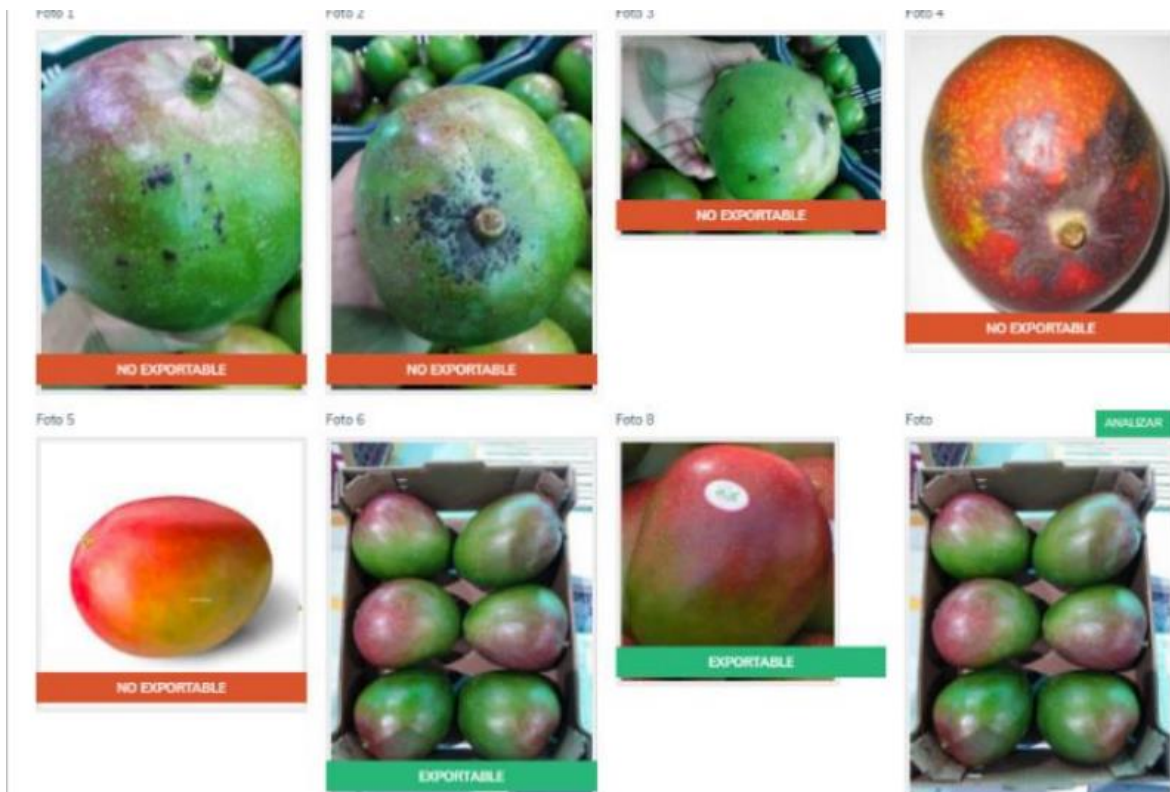 Foto 1
Foto 2
Foto 3
Foto 4
NO EXPORTABLE
NO EXPORTABLE
NO EXPORTABLE
NO EXPORTABLE
Foto 5
Foto 6
Foto 8
Foto
ANALIZAR
NO EXPORTABLE
EXPORTABLE
EXPORTABLE